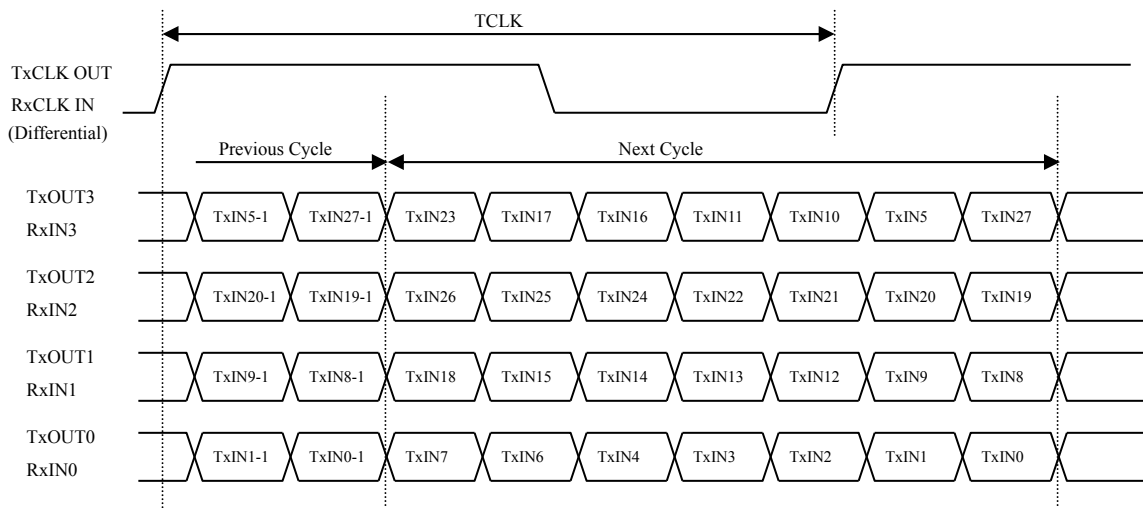 TCLK
TxCLK OUT
RxCLK IN
(Differential)
Previous Cycle Next Cycle
TxOUT3
RxIN3
TxIN5-1 TxIN27-1 TxIN23 TxIN17 TxIN16 TxIN11 TxIN10 TxIN5 TxIN27
TxOUT2
RxIN2
TxIN20-1 TxIN19-1 TxIN26 TxIN25 TxIN24 TxIN22 TxIN21 TxIN20 TxIN19
TxOUT1
RxIN1
TxIN9-1 TxIN8-1 TxIN18 TxIN15 TxIN14 TxIN13 TxIN12 TxIN9 TxIN8
TxOUT0
RxIN0
TxIN1-1 TxIN0-1 TxIN7 TxIN6 TxIN4 TxIN3 TxIN2 TxIN1 TxIN0